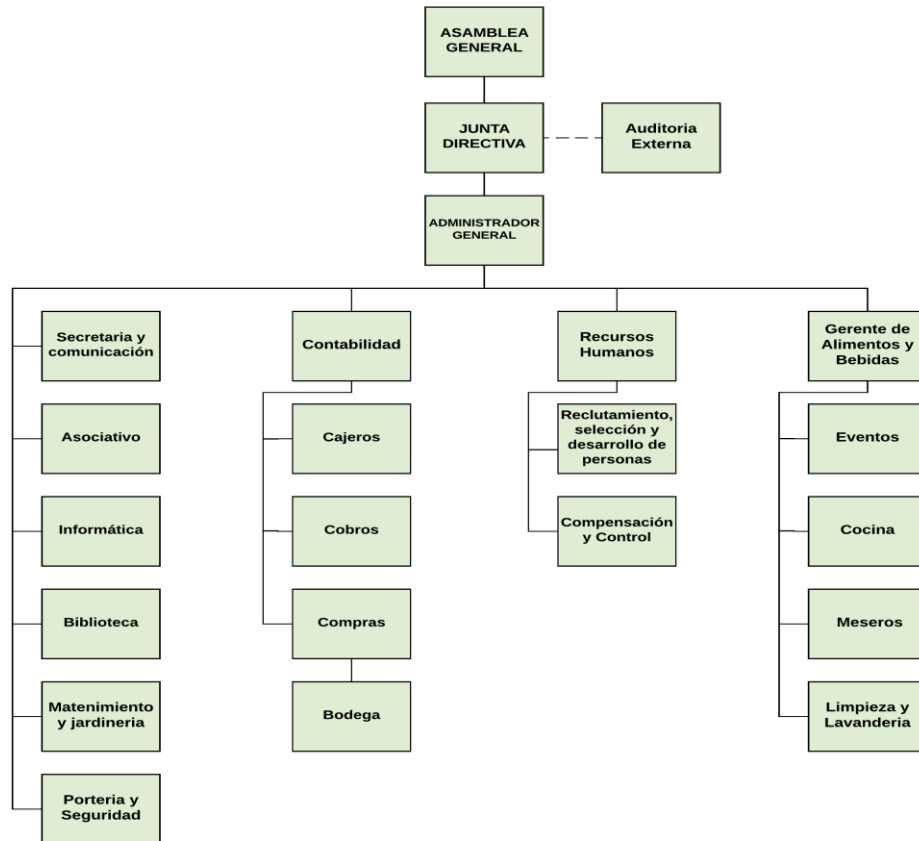 ASAMBLEA
GENERAL
JUNTA
DIRECTIVA
Auditoria
Externa
ADMINISTRADOR
GENERAL
Secretaria y
comunicación
Contabilidad
Recursos
Humanos
Gerente de
Alimentos y
Bebidas
Asociativo
Cajeros
Reclutamiento,
selección y
desarrollo de
personas
Eventos
Informática
Cobros
Compensación
y Control
Cocina
Biblioteca
Compras
Meseros
Matenimiento
y jardineria
Bodega
Limpieza y
Lavanderia
Porteria y
Seguridad